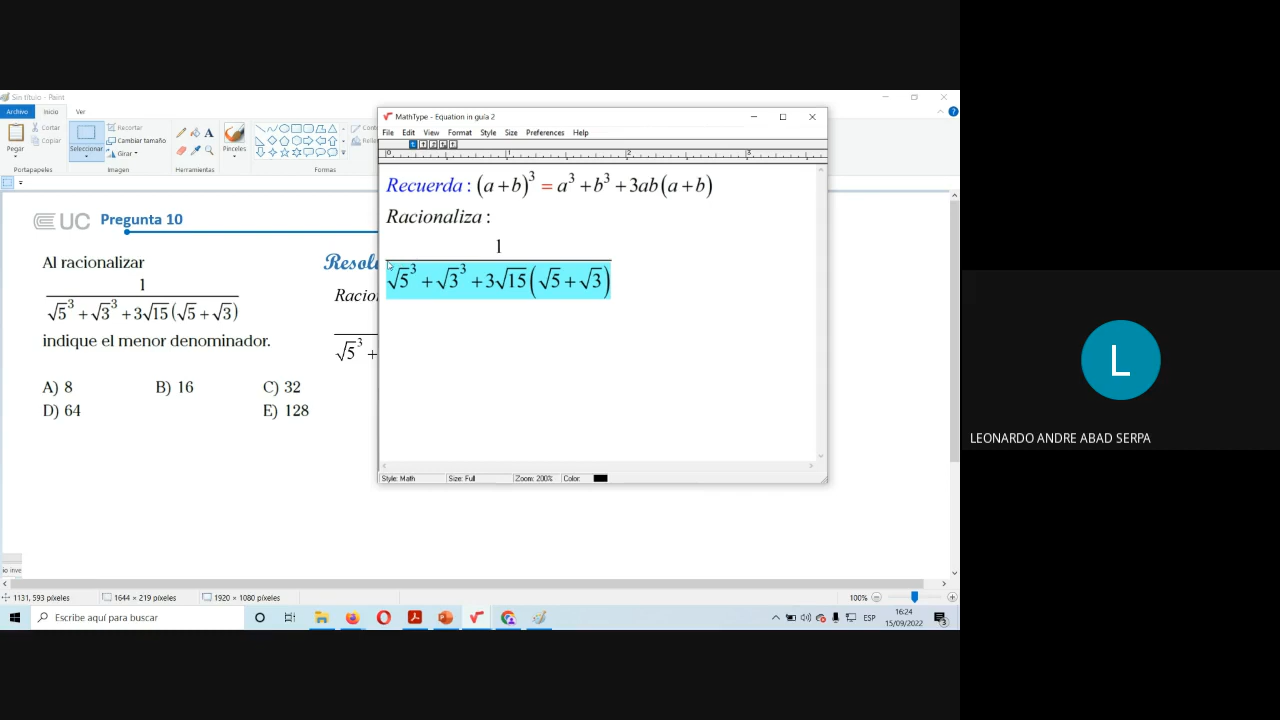 Sin título - Paint
Archivo Inicio Ver
Pegar
Cortar
Copiar
Portapapeles
Seleccionar
Recortar
Cambiar tamaño
Girar
Imagen
A
Herramientas
Pinceles
Formas
MathType - Equation in guía 2
File Edit View Format Style Size Preferences Help
0 1 2 3
Recuerda : (a + b)³ = a³ + b³ + 3ab(a + b)
Racionaliza :
1
√5³ + √3³ + 3√15(√5 + √3)
Style: Math Size: Full Zoom: 200% Color:
UC Pregunta 10
Al racionalizar
1
√5³ + √3³ + 3√15(√5 + √3)
indique el menor denominador.
A) 8 B) 16 C) 32
D) 64 E) 128
Resol
Racio
√5³ +
1131, 593 píxeles 1644 × 219 píxeles 1920 × 1080 píxeles 100%
Escribe aquí para buscar
ESP
16:24
15/09/2022
3
L
LEONARDO ANDRE ABAD SERPA